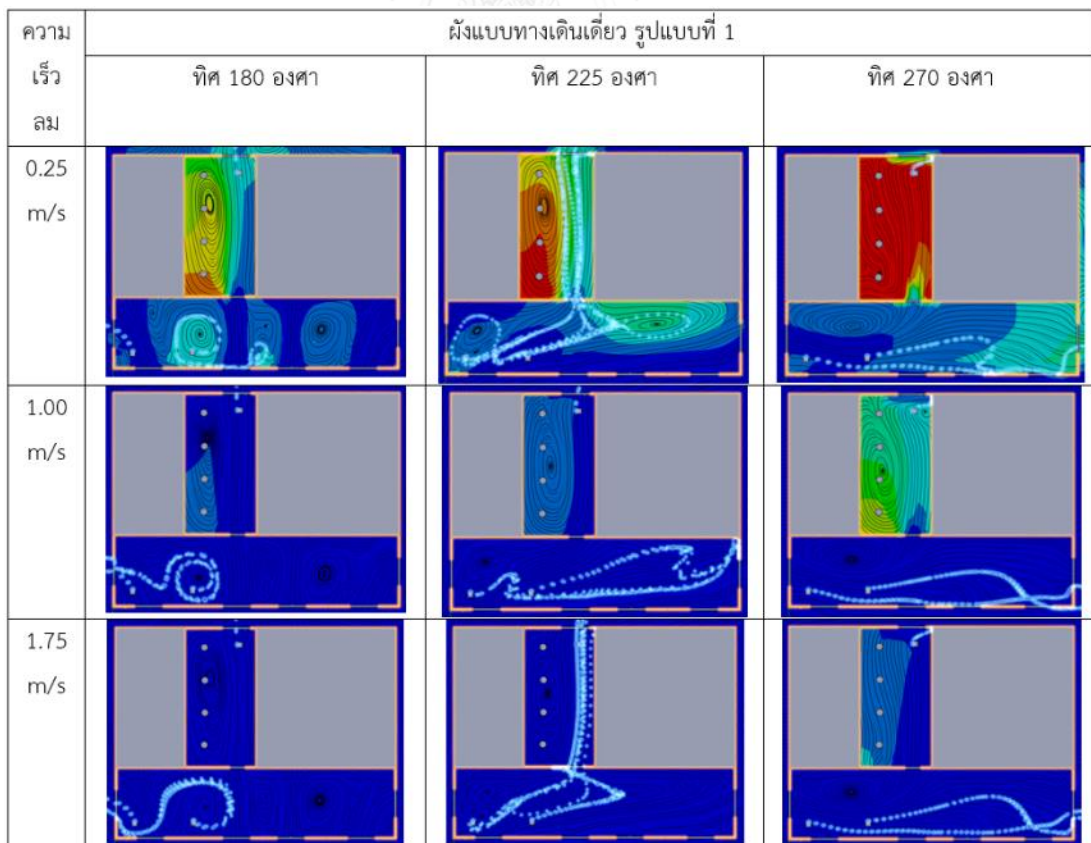 ความ
เร็ว
ลม
ผังแบบทางเดินเดี่ยว รูปแบบที่ 1
ทิศ 180 องศา
ทิศ 225 องศา
ทิศ 270 องศา
0.25
m/s
1.00
m/s
1.75
m/s